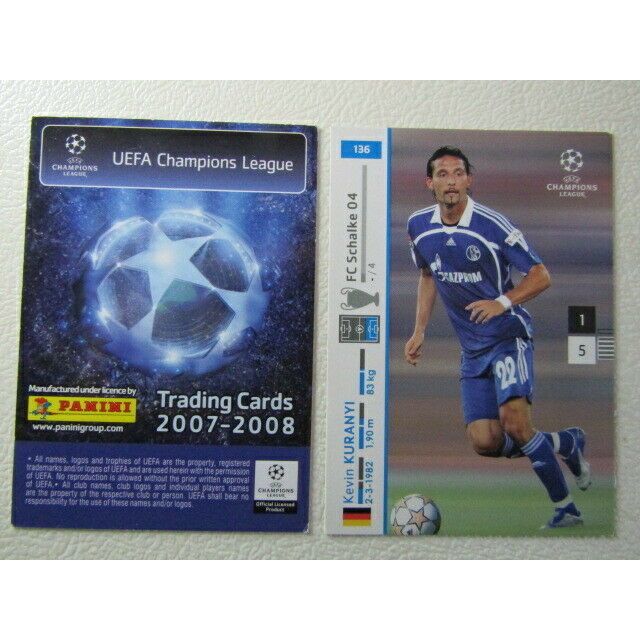 UEFA
CHAMPIONS
LEAGUE
UEFA Champions League
Manufactured under licence by
PANINI
www.paninigroup.com
Trading Cards
2007-2008
• All names, logos and trophies of UEFA are the property, registered
trademarks and/or logos of UEFA and are used herein with the permission
of UEFA. No reproduction is allowed without the prior written approval
of UEFA.• All club names, club logos and individual players names
are the property of the respective club or person. UEFA shall bear no
responsibility for the use of these names and/or logos.
UEFA
CHAMPIONS
LEAGUE
Official Licensed
Product
136
FC Schalke 04
- / 4
83 kg
1.90 m
Kevin KURANYI
2-3-1982
UEFA
CHAMPIONS
LEAGUE
adidas
GAZPROM
22
1
5